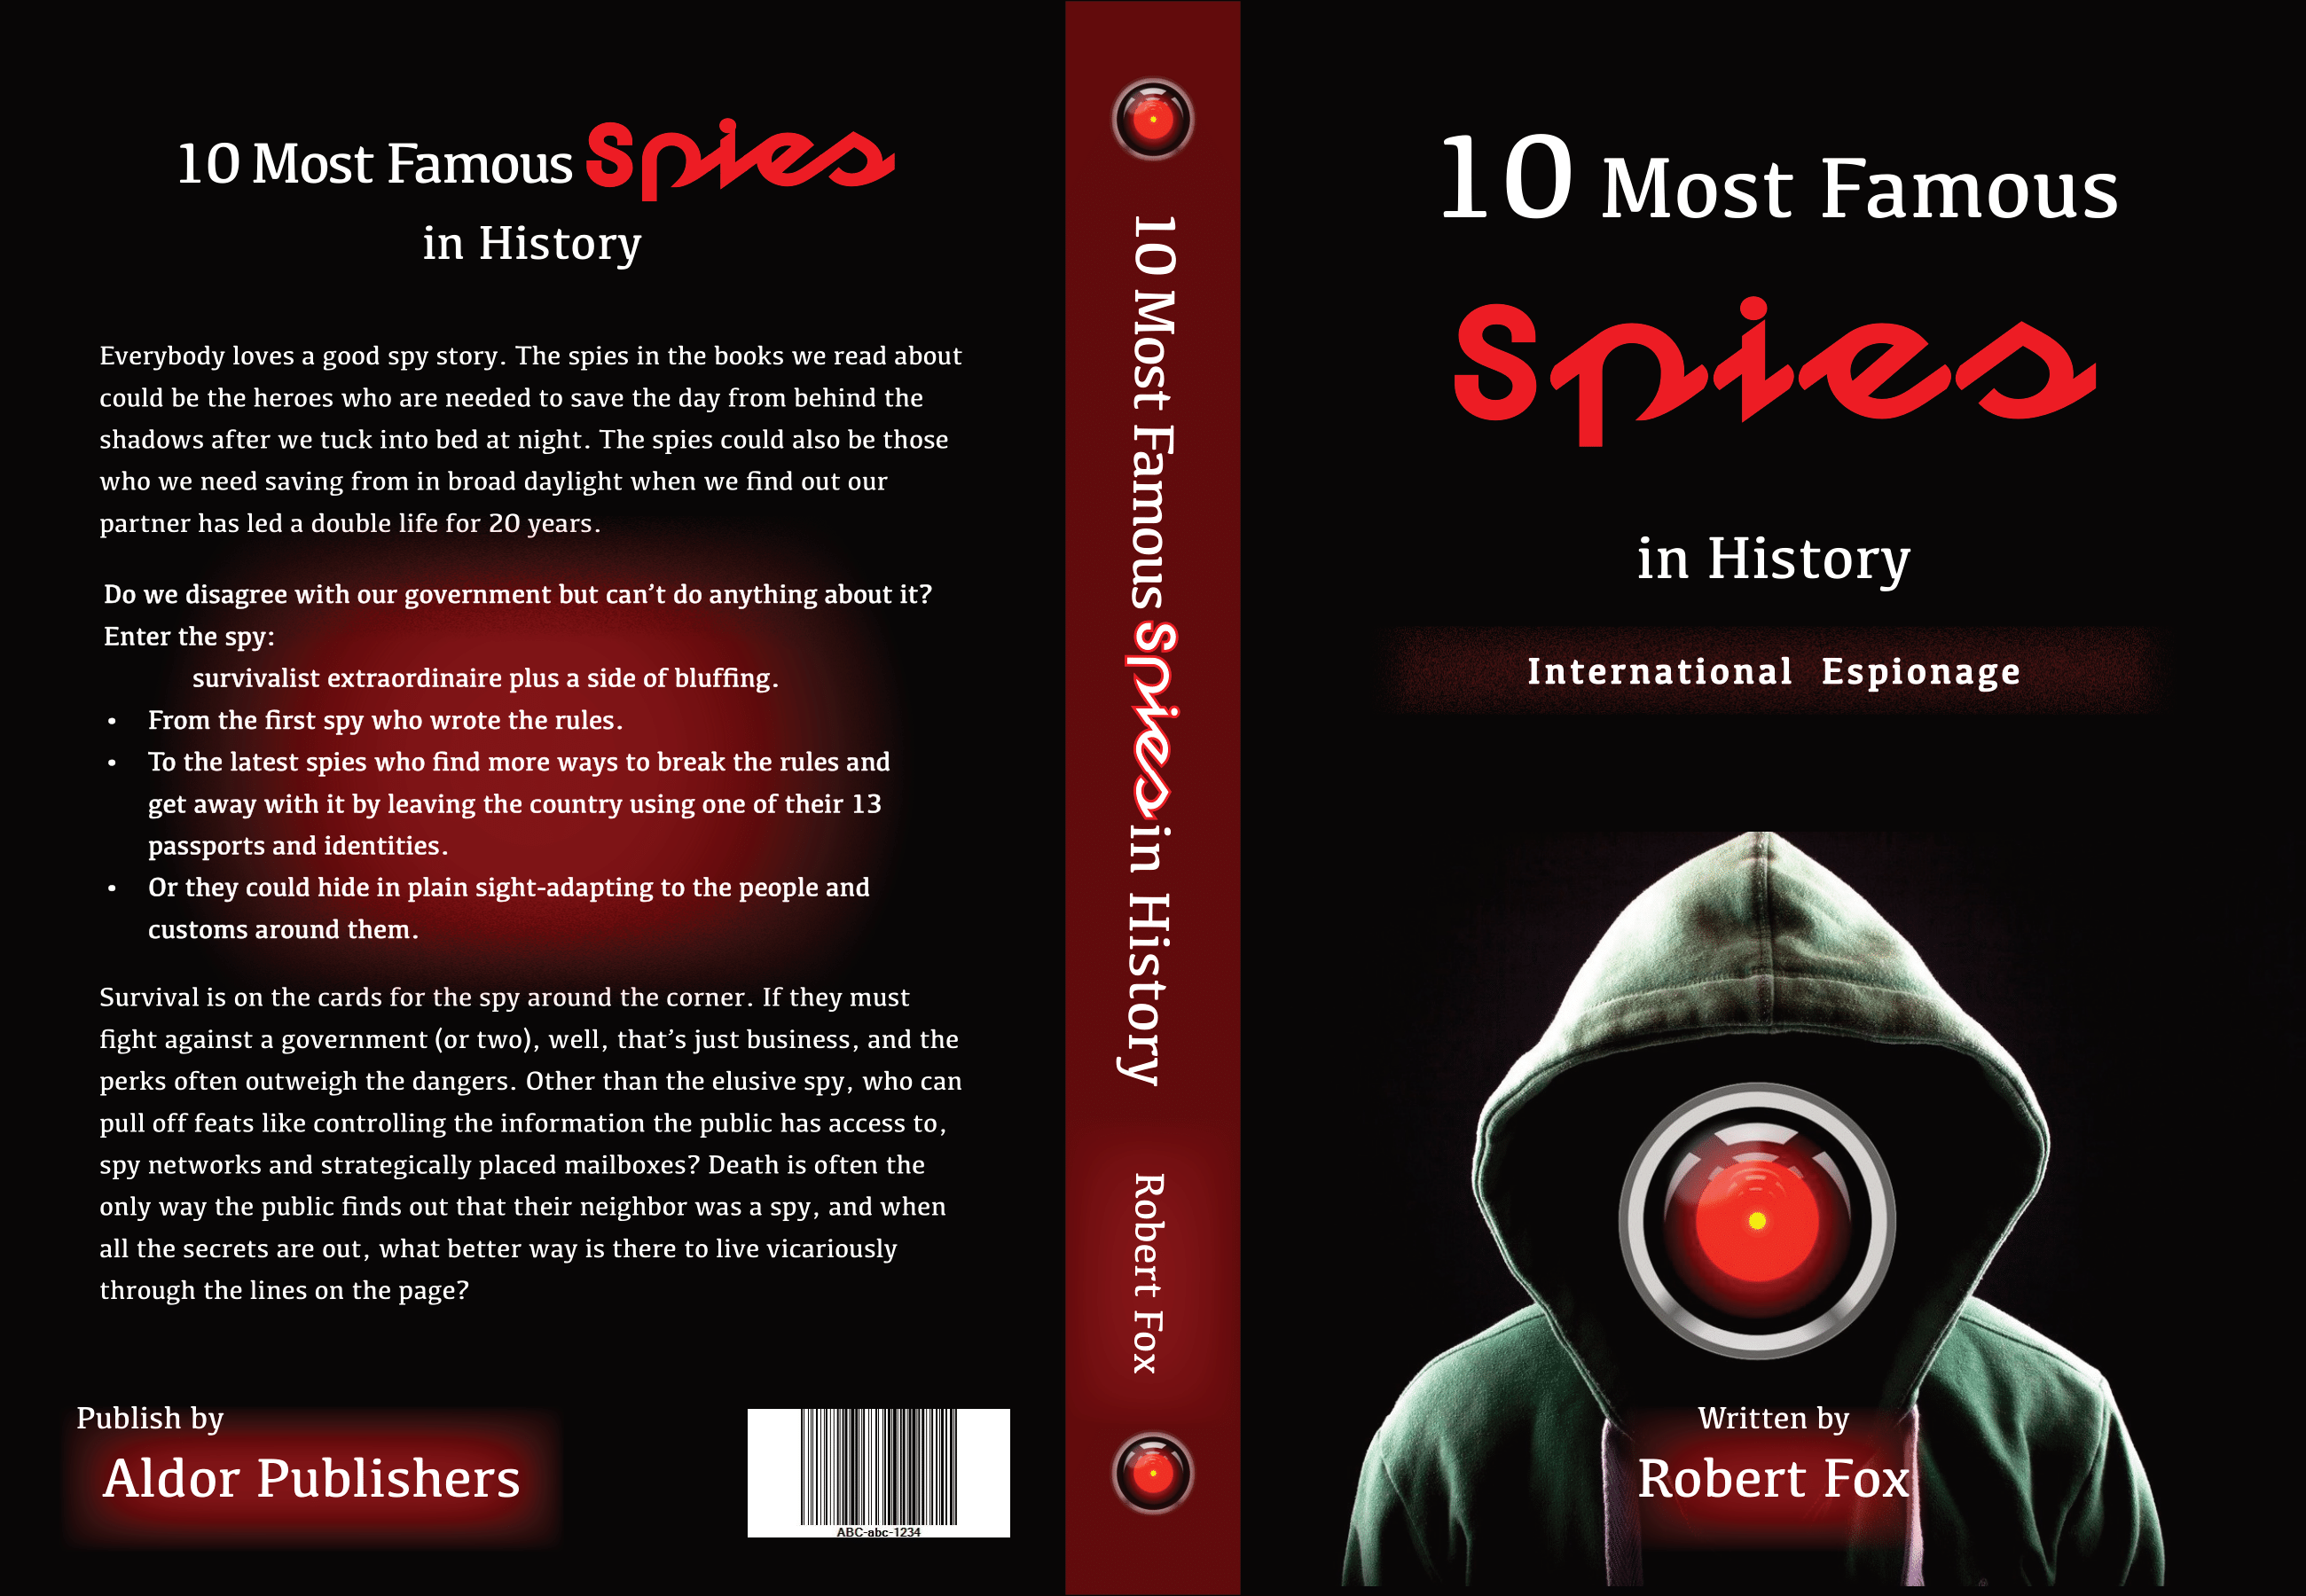 10 Most Famous Spies
in History
Everybody loves a good spy story. The spies in the books we read about
could be the heroes who are needed to save the day from behind the
shadows after we tuck into bed at night. The spies could also be those
who we need saving from in broad daylight when we find out our
partner has led a double life for 20 years.
Do we disagree with our government but can’t do anything about it?
Enter the spy:
survivalist extraordinaire plus a side of bluffing.
• From the first spy who wrote the rules.
• To the latest spies who find more ways to break the rules and
get away with it by leaving the country using one of their 13
passports and identities.
• Or they could hide in plain sight-adapting to the people and
customs around them.
Survival is on the cards for the spy around the corner. If they must
fight against a government (or two), well, that’s just business, and the
perks often outweigh the dangers. Other than the elusive spy, who can
pull off feats like controlling the information the public has access to,
spy networks and strategically placed mailboxes? Death is often the
only way the public finds out that their neighbor was a spy, and when
all the secrets are out, what better way is there to live vicariously
through the lines on the page?
Publish by
Aldor Publishers
ABC-abc-1234
10 Most Famous Spies in History
Robert Fox
10 Most Famous
Spies
in History
International Espionage
Written by
Robert Fox